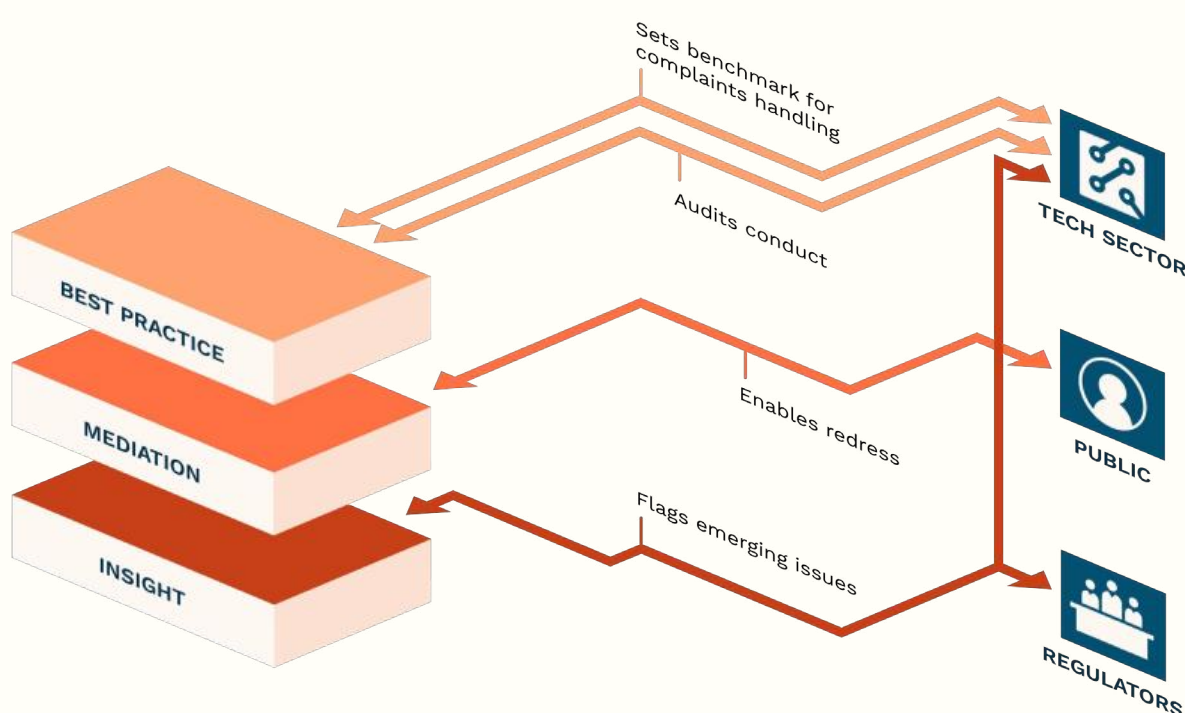 Sets benchmark for
complaints handling
Audits conduct
TECH SECTOR
BEST PRACTICE
Enables redress
MEDIATION
PUBLIC
Flags emerging issues
INSIGHT
REGULATORS